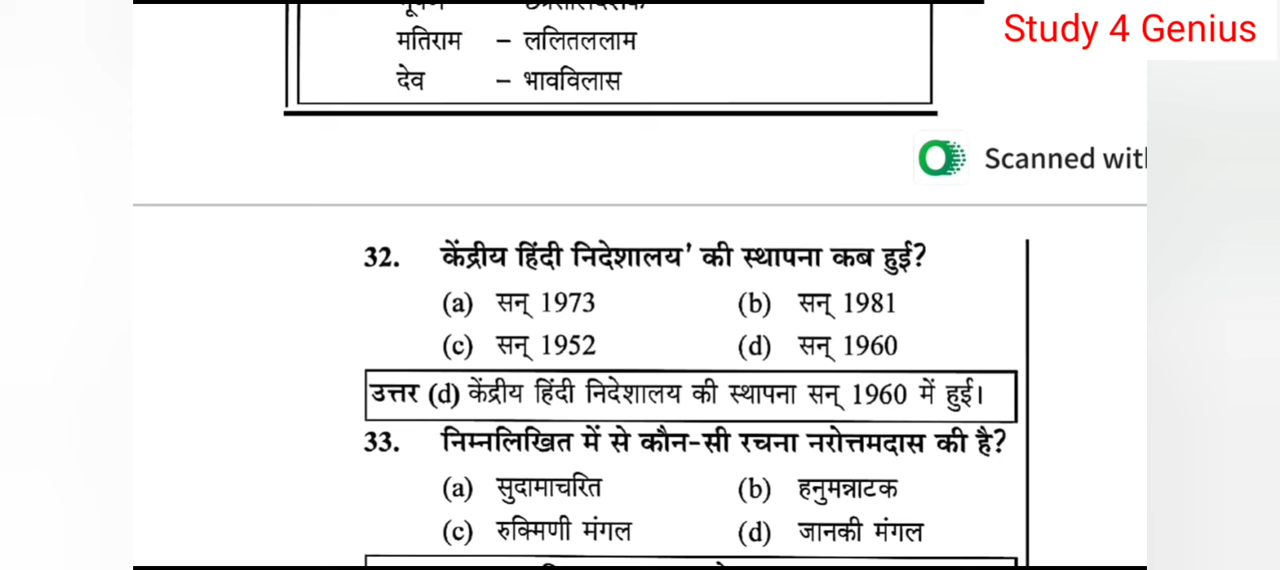 Study 4 Genius
मतिराम – ललितललाम
देव – भावविलास
Scanned wit
32. केंद्रीय हिंदी निदेशालय' की स्थापना कब हुई?
(a) सन् 1973 (b) सन् 1981
(c) सन् 1952 (d) सन् 1960
उत्तर (d) केंद्रीय हिंदी निदेशालय की स्थापना सन् 1960 में हुई।
33. निम्नलिखित में से कौन-सी रचना नरोत्तमदास की है?
(a) सुदामाचरित (b) हनुमन्नाटक
(c) रुक्मिणी मंगल (d) जानकी मंगल